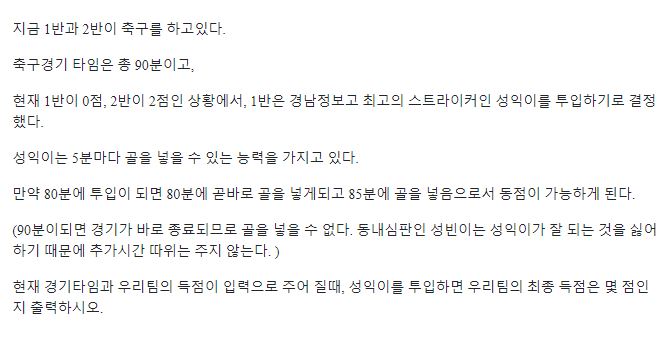 지금 1반과 2반이 축구를 하고있다.
축구경기 타임은 총 90분이고,
현재 1반이 0점, 2반이 2점인 상황에서, 1반은 경남정보고 최고의 스트라이커인 성익이를 투입하기로 결정
했다.
성익이는 5분마다 골을 넣을 수 있는 능력을 가지고 있다.
만약 80분에 투입이 되면 80분에 곧바로 골을 넣게되고 85분에 골을 넣음으로서 동점이 가능하게 된다.
(90분이되면 경기가 바로 종료되므로 골을 넣을 수 없다. 동내심판인 성빈이는 성익이가 잘 되는 것을 싫어
하기 때문에 추가시간 따위는 주지 않는다. )
현재 경기타임과 우리팀의 득점이 입력으로 주어 질때, 성익이를 투입하면 우리팀의 최종 득점은 몇 점인
지 출력하시오.